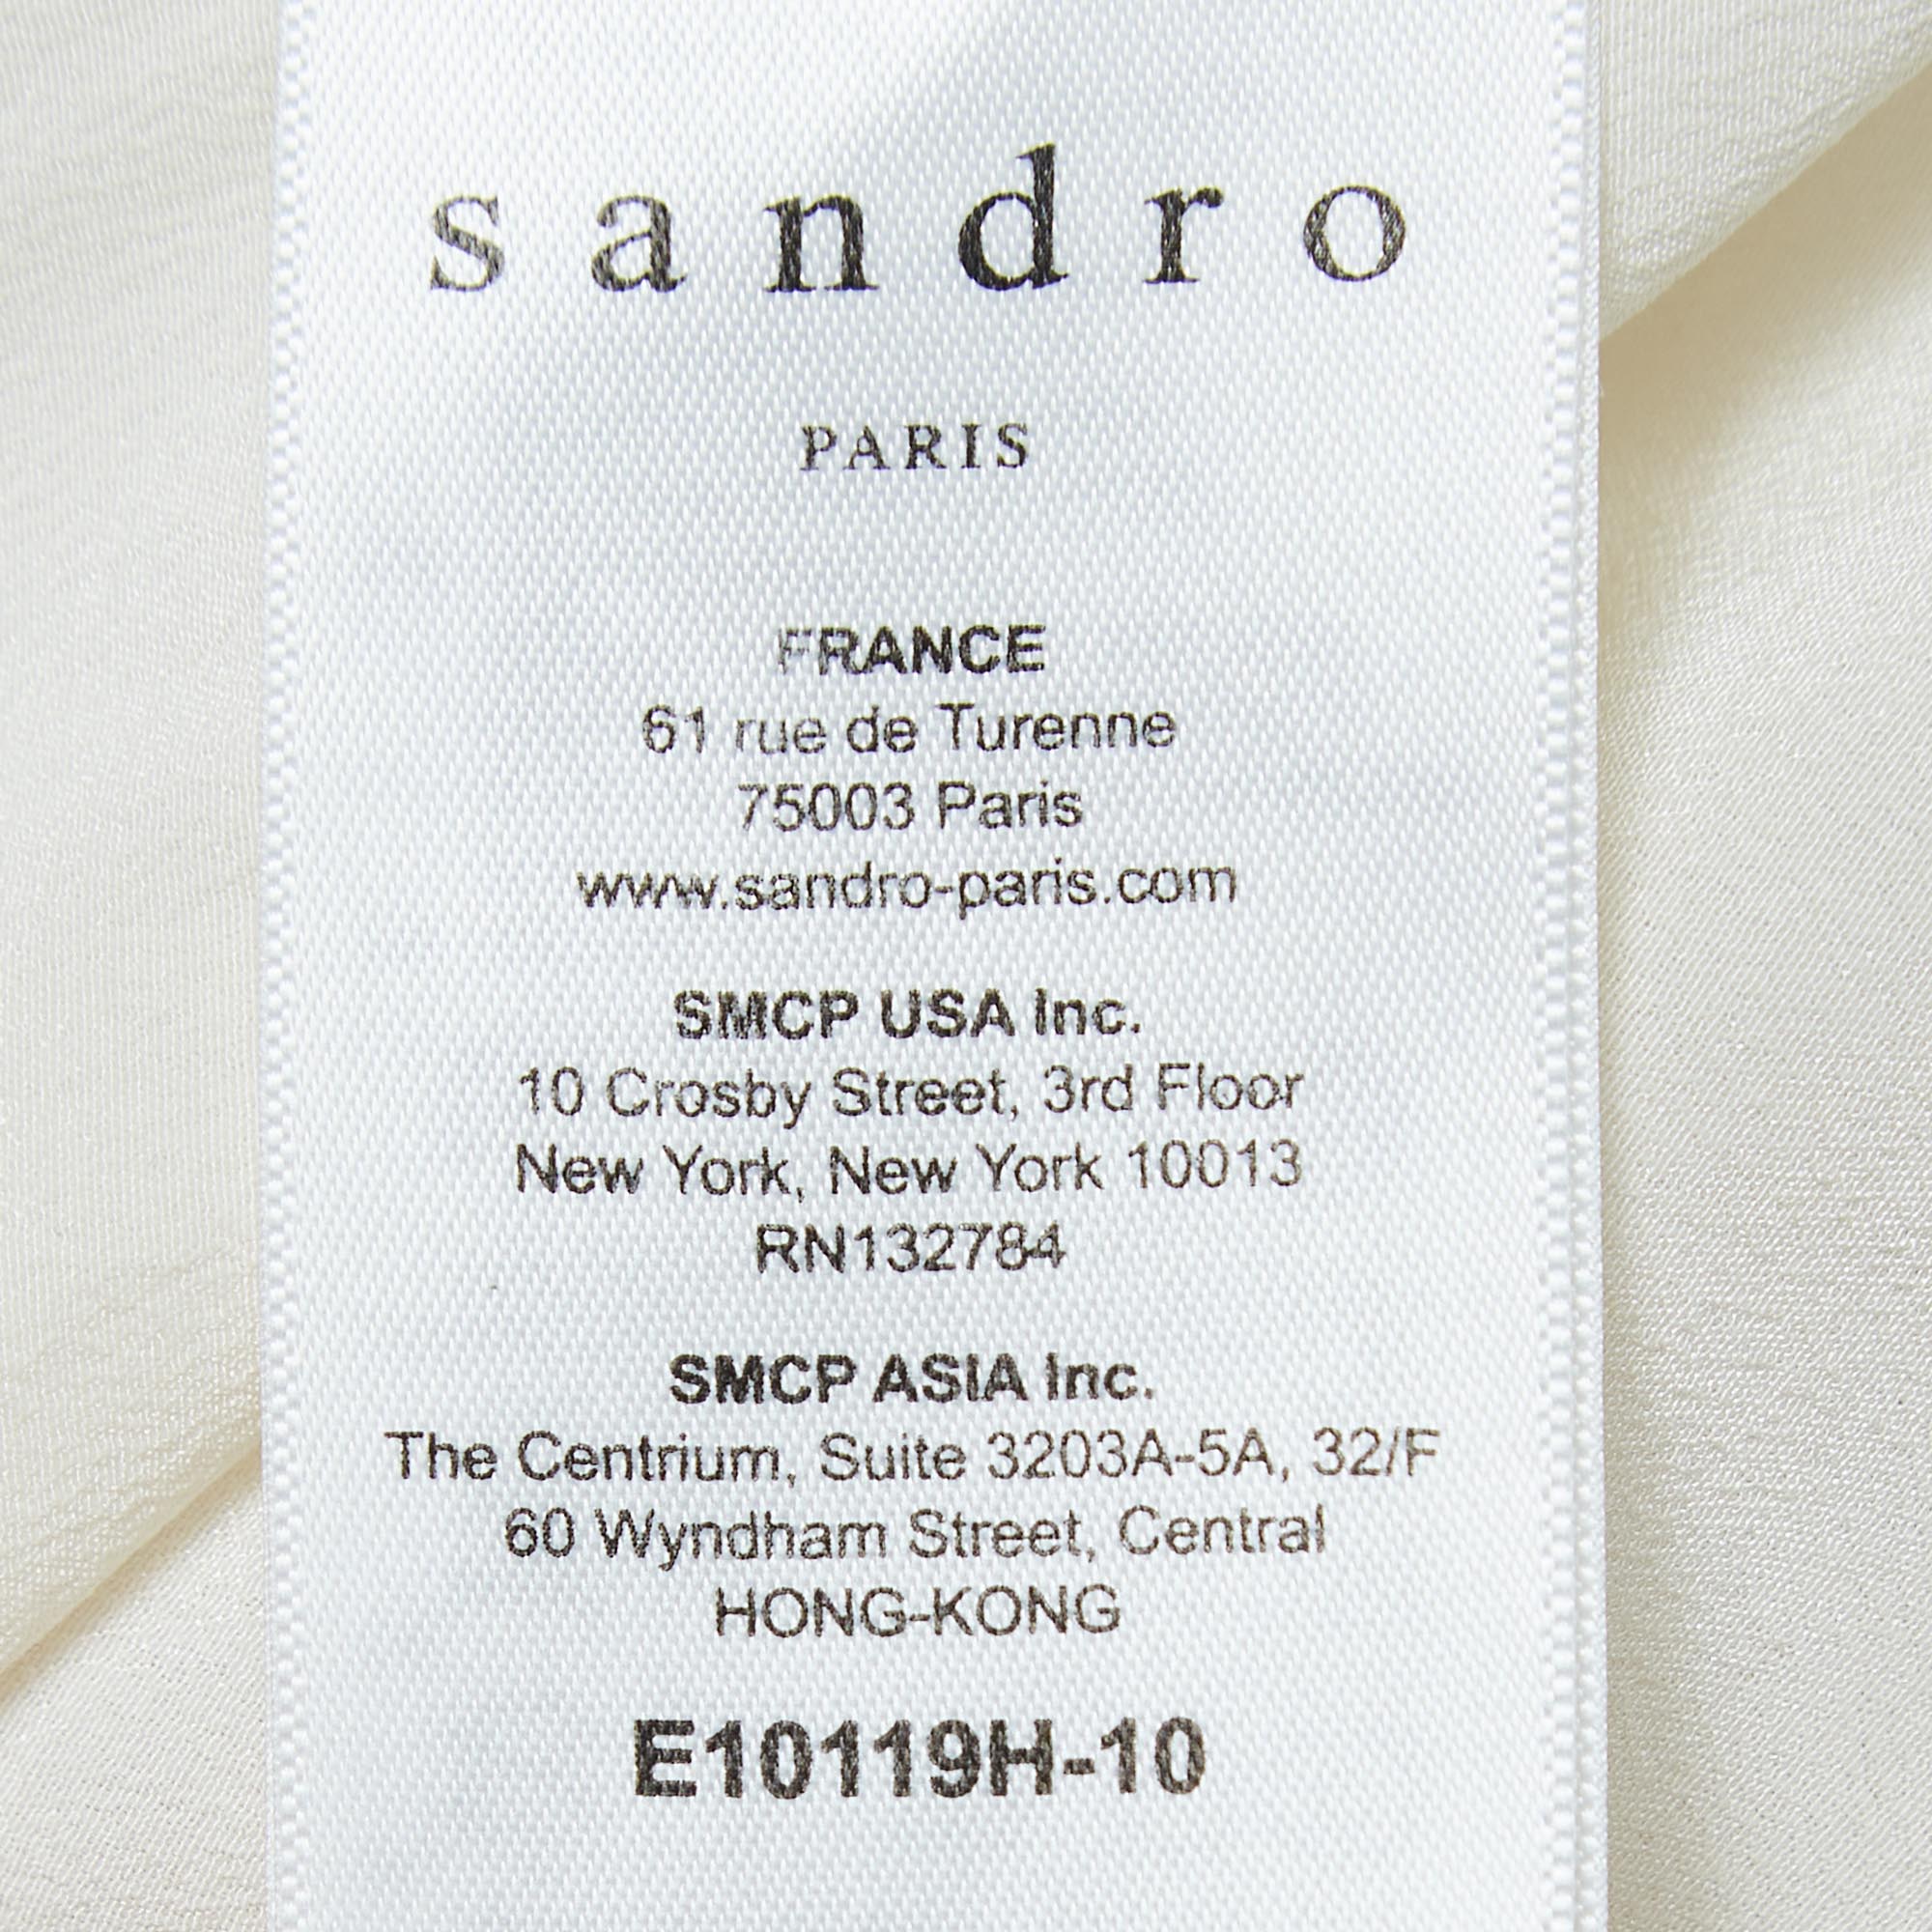 sandro
PARIS
FRANCE
61 rue de Turenne
75003 Paris
www.sandro-paris.com
SMCP USA Inc.
10 Crosby Street, 3rd Floor
New York, New York 10013
RN132784
SMCP ASIA Inc.
The Centrium, Suite 3203A-5A, 32/F
60 Wyndham Street, Central
HONG-KONG
E10119H-10